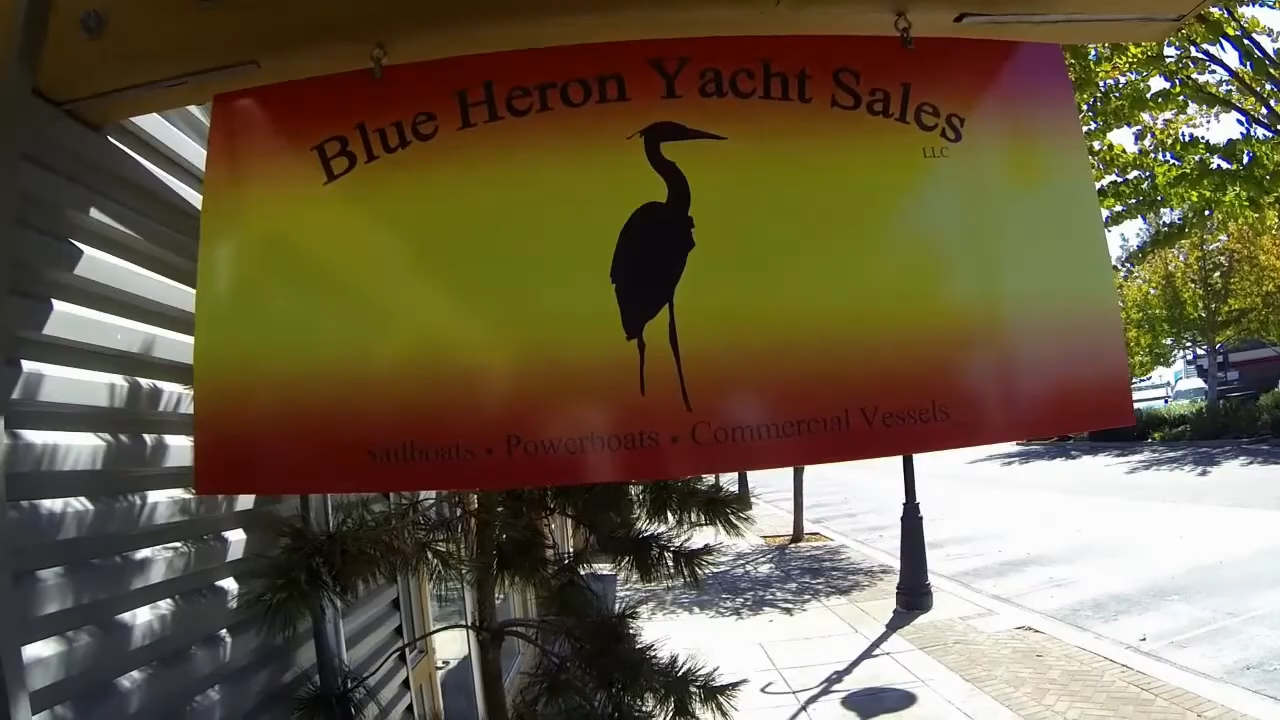 Blue Heron Yacht Sales
LLC
Sailboats • Powerboats • Commercial Vessels